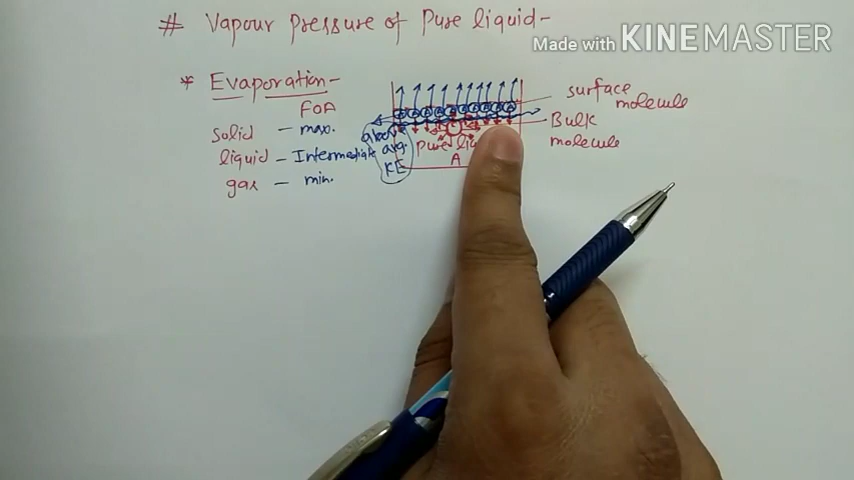 # Vapour Pressure of Pure liquid-
Made with KINEMASTER
* Evaporation-
FOA
solid - max.
liquid - Intermediate
gas - min.
surface molecule
Bulk molecule
above
avg.
KE
Pure
A